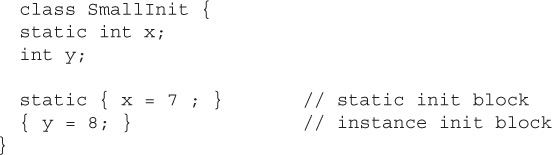 class SmallInit {
static int x;
int y;
static { x = 7 ; }        // static init block
{ y = 8; }                // instance init block
}